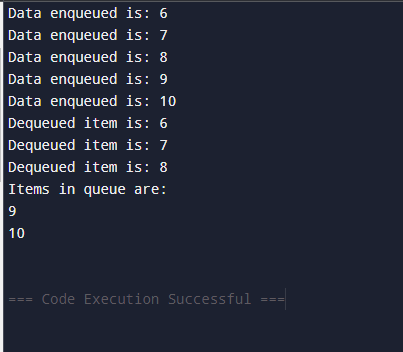 Data enqueued is: 6
Data enqueued is: 7
Data enqueued is: 8
Data enqueued is: 9
Data enqueued is: 10
Dequeued item is: 6
Dequeued item is: 7
Dequeued item is: 8
Items in queue are:
9
10
=== Code Execution Successful ===